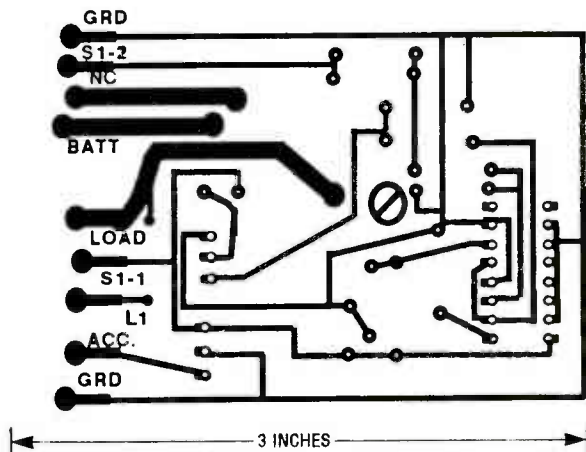 GRD
S1-2
NC
BATT
LOAD
S1-1
L1
ACC.
GRD
3 INCHES